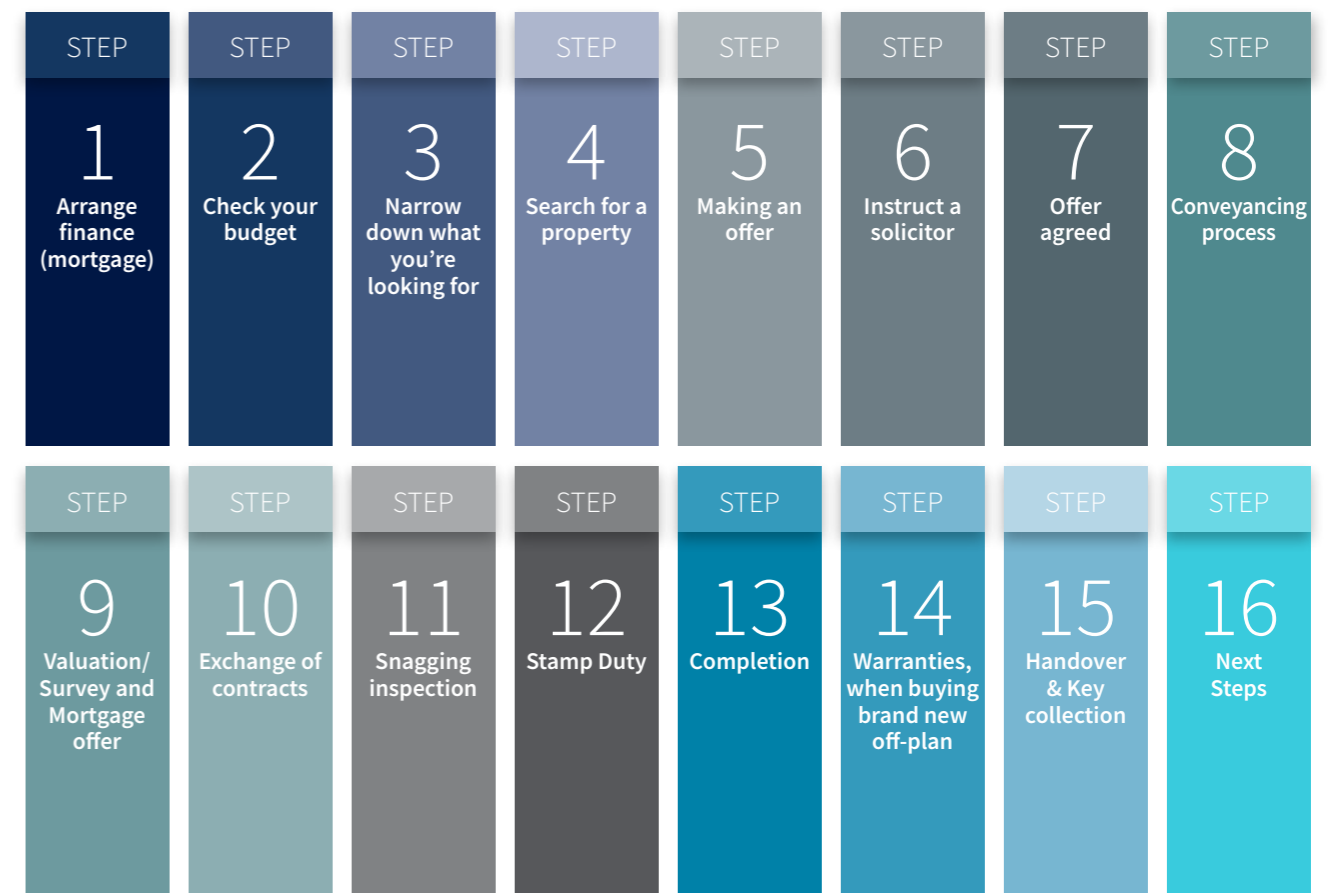 STEP
1
Arrange
finance
(mortgage)
STEP
2
Check your
budget
STEP
3
Narrow
down what
you’re
looking for
STEP
4
Search for a
property
STEP
5
Making an
offer
STEP
6
Instruct a
solicitor
STEP
7
Offer
agreed
STEP
8
Conveyancing
process
STEP
9
Valuation/
Survey and
Mortgage
offer
STEP
10
Exchange of
contracts
STEP
11
Snagging
inspection
STEP
12
Stamp Duty
STEP
13
Completion
STEP
14
Warranties,
when buying
brand new
off-plan
STEP
15
Handover
& Key
collection
STEP
16
Next
Steps